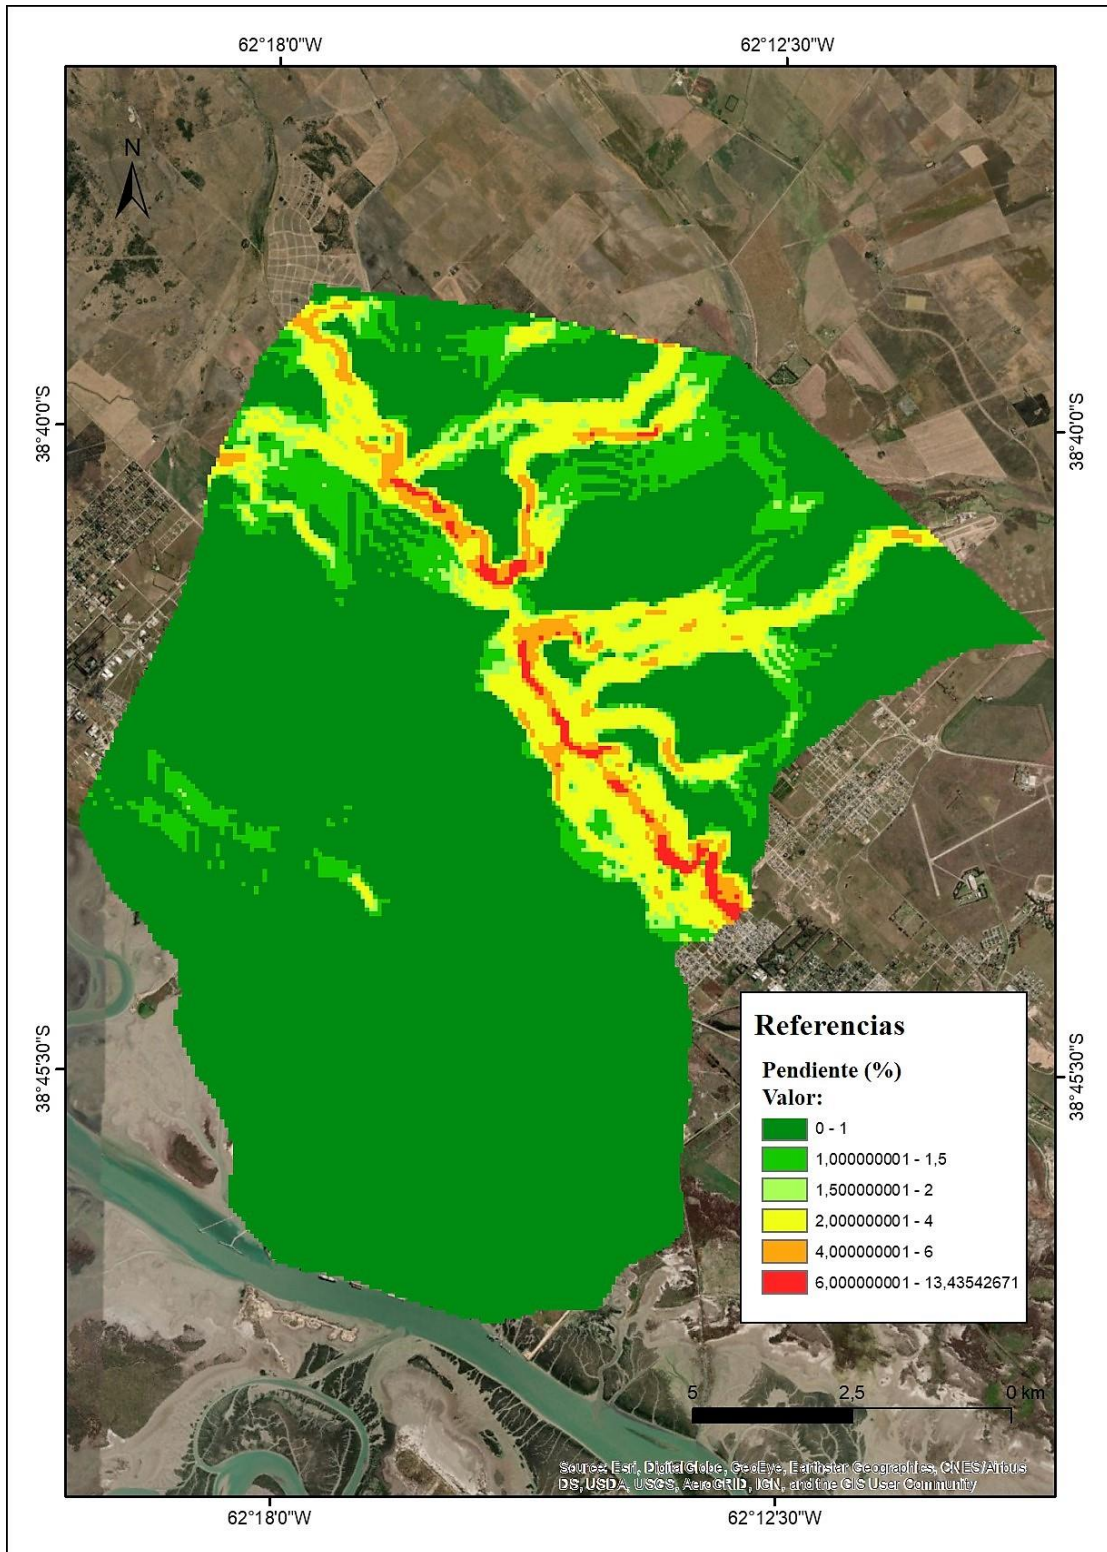 62°18'0"W 62°12'30"W
N
38°40'0"S 38°40'0"S
38°45'30"S 38°45'30"S
Referencias
Pendiente (%)
Valor:
0 - 1
1,000000001 - 1,5
1,500000001 - 2
2,000000001 - 4
4,000000001 - 6
6,000000001 - 13,43542671
5 2,5 0 km
Source: Esri, DigitalGlobe, GeoEye, Earthstar Geographics, CNES/Airbus
DS, USDA, USGS, AeroGRID, IGN, and the GIS User Community
62°18'0"W 62°12'30"W